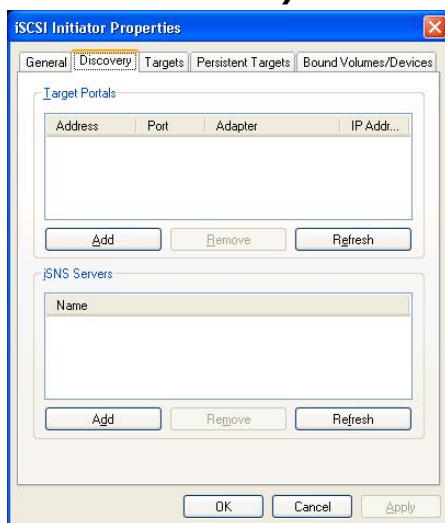 iSCSI Initiator Properties
General Discovery Targets Persistent Targets Bound Volumes/Devices
Target Portals
Address Port Adapter IP Addr...
Add Remove Refresh
iSNS Servers
Name
Add Remove Refresh
OK Cancel Apply